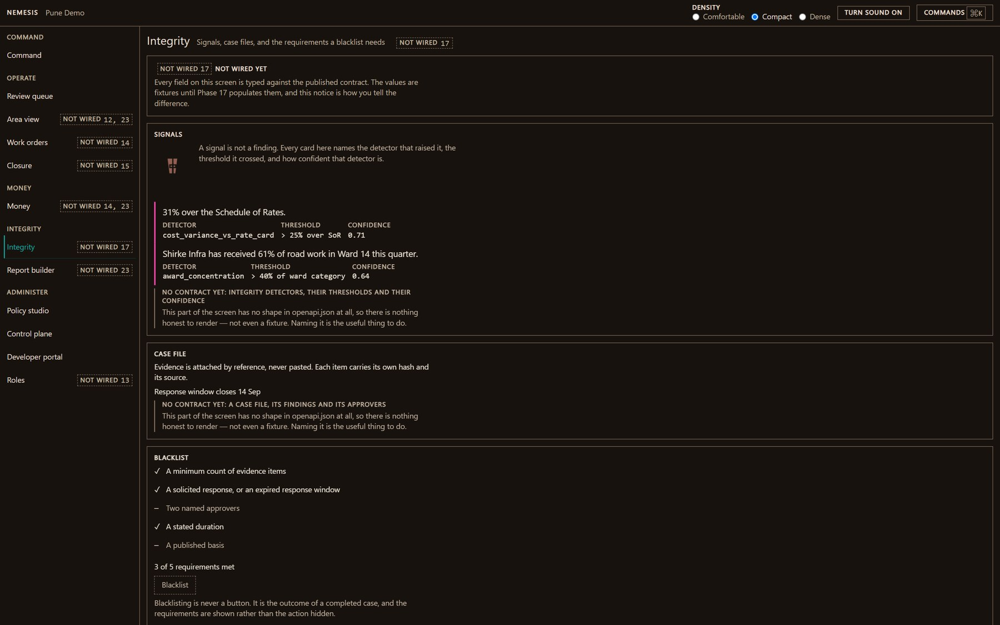 NEMESIS Pune Demo
DENSITY
Comfortable Compact Dense
TURN SOUND ON
COMMANDS ⌘K
COMMAND
Command
OPERATE
Review queue
Area view NOT WIRED 12, 23
Work orders NOT WIRED 14
Closure NOT WIRED 15
MONEY
Money NOT WIRED 14, 23
INTEGRITY
Integrity NOT WIRED 17
Report builder NOT WIRED 23
ADMINISTER
Policy studio
Control plane
Developer portal
Roles NOT WIRED 13
Integrity Signals, case files, and the requirements a blacklist needs NOT WIRED 17
NOT WIRED 17 NOT WIRED YET
Every field on this screen is typed against the published contract. The values are
fixtures until Phase 17 populates them, and this notice is how you tell the
difference.
SIGNALS
A signal is not a finding. Every card here names the detector that raised it, the
threshold it crossed, and how confident that detector is.
31% over the Schedule of Rates.
DETECTOR THRESHOLD CONFIDENCE
cost_variance_vs_rate_card > 25% over SoR 0.71
Shirke Infra has received 61% of road work in Ward 14 this quarter.
DETECTOR THRESHOLD CONFIDENCE
award_concentration > 40% of ward category 0.64
NO CONTRACT YET: INTEGRITY DETECTORS, THEIR THRESHOLDS AND THEIR
CONFIDENCE
This part of the screen has no shape in openapi.json at all, so there is nothing
honest to render — not even a fixture. Naming it is the useful thing to do.
CASE FILE
Evidence is attached by reference, never pasted. Each item carries its own hash and
its source.
Response window closes 14 Sep
NO CONTRACT YET: A CASE FILE, ITS FINDINGS AND ITS APPROVERS
This part of the screen has no shape in openapi.json at all, so there is nothing
honest to render — not even a fixture. Naming it is the useful thing to do.
BLACKLIST
✓ A minimum count of evidence items
✓ A solicited response, or an expired response window
– Two named approvers
✓ A stated duration
– A published basis
3 of 5 requirements met
Blacklist
Blacklisting is never a button. It is the outcome of a completed case, and the
requirements are shown rather than the action hidden.